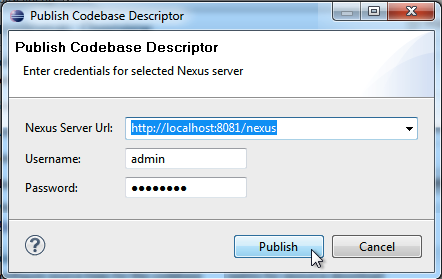 Publish Codebase Descriptor
Publish Codebase Descriptor
Enter credentials for selected Nexus server
Nexus Server Url: http://localhost:8081/nexus
Username: admin
Password: ●●●●●●●●
? Publish Cancel